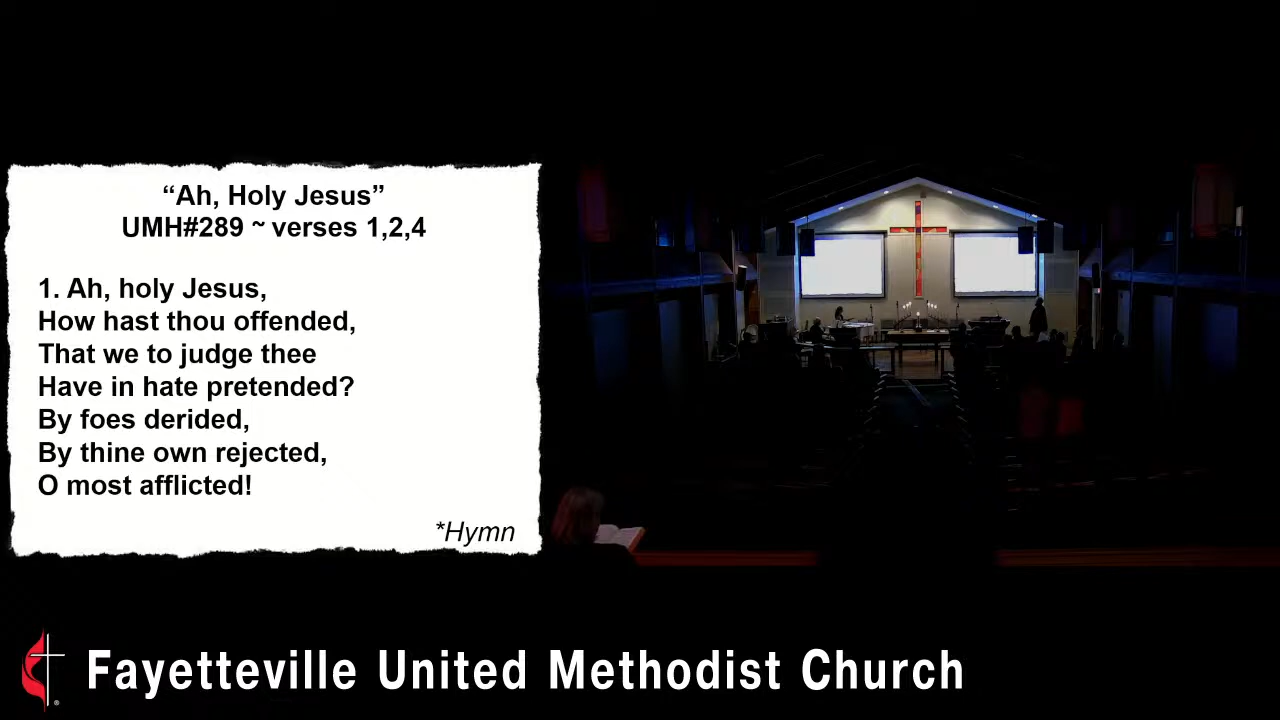 “Ah, Holy Jesus”
UMH#289 ~ verses 1,2,4
1. Ah, holy Jesus,
How hast thou offended,
That we to judge thee
Have in hate pretended?
By foes derided,
By thine own rejected,
O most afflicted!
*Hymn
Fayetteville United Methodist Church